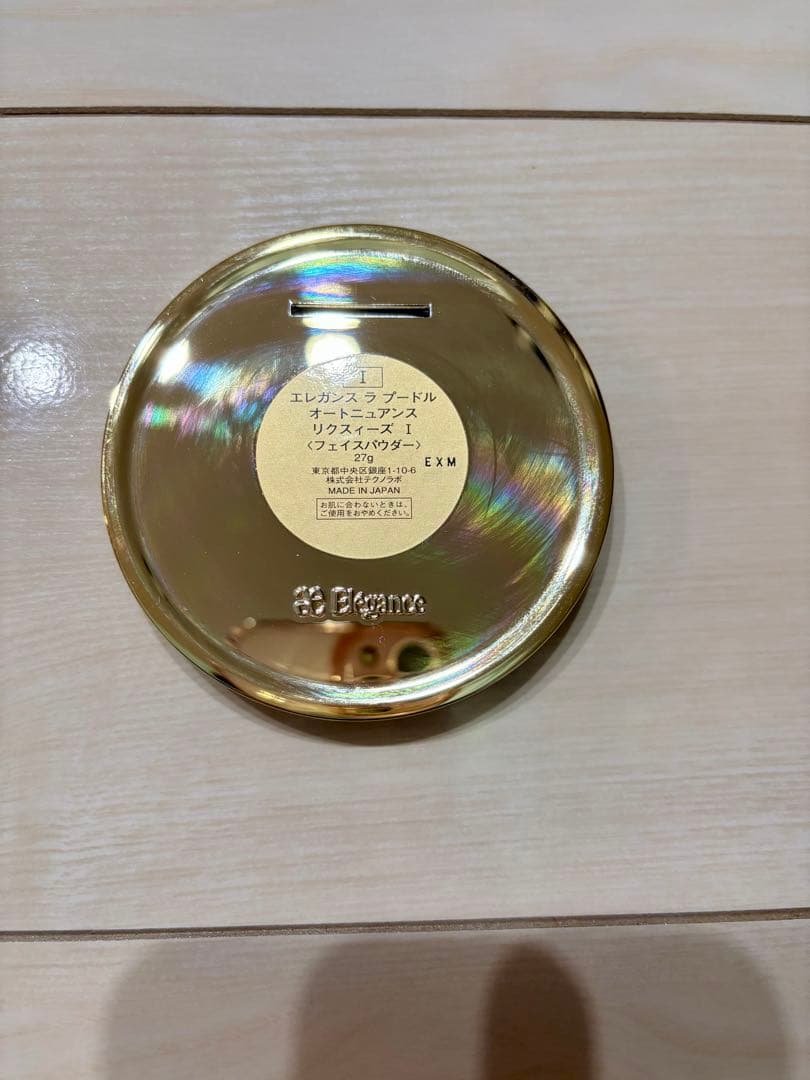 I
エレガンス ラ プードル
オートニュアンス
リクスィーズ I
〈フェイスパウダー〉
27g
EXM
東京都中央区銀座1-10-6
株式会社テクノラボ
MADE IN JAPAN
お肌に合わないときは、
ご使用をおやめください。
Elégance